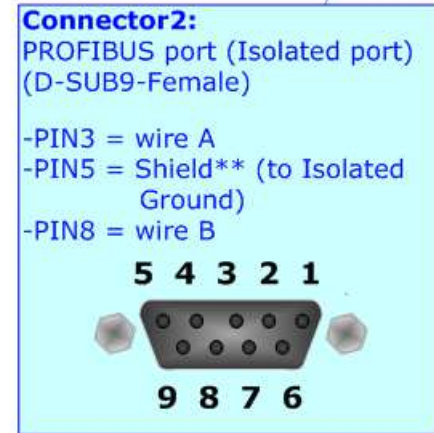 Connector2:
PROFIBUS port (Isolated port)
(D-SUB9-Female)
-PIN3 = wire A
-PIN5 = Shield** (to Isolated
Ground)
-PIN8 = wire B
5 4 3 2 1
9 8 7 6